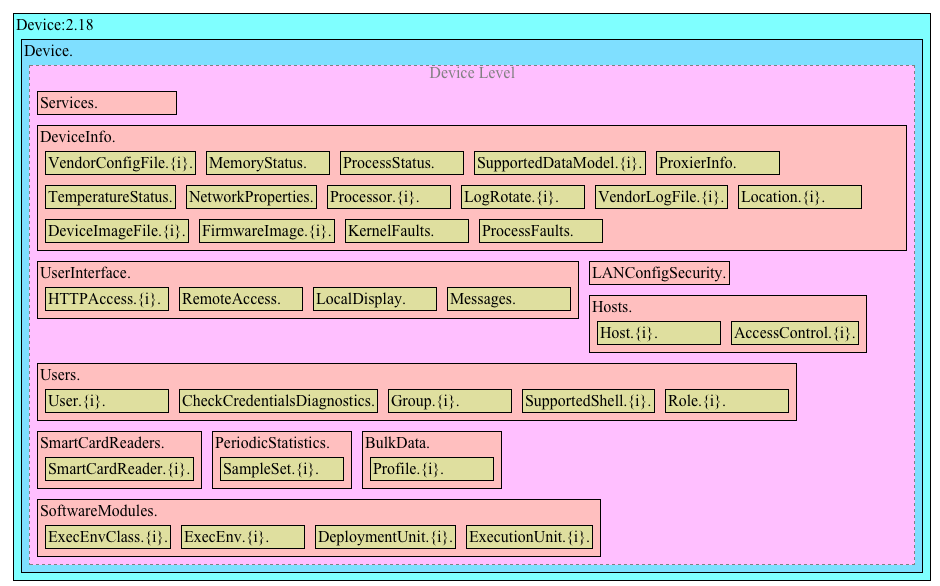 Device:2.18
Device.
Device Level
Services.
DeviceInfo.
VendorConfigFile.{i}. MemoryStatus. ProcessStatus. SupportedDataModel.{i}. ProxierInfo.
TemperatureStatus. NetworkProperties. Processor.{i}. LogRotate.{i}. VendorLogFile.{i}. Location.{i}.
DeviceImageFile.{i}. FirmwareImage.{i}. KernelFaults. ProcessFaults.
UserInterface.
HTTPAccess.{i}. RemoteAccess. LocalDisplay. Messages.
LANConfigSecurity.
Hosts.
Host.{i}. AccessControl.{i}.
Users.
User.{i}. CheckCredentialsDiagnostics. Group.{i}. SupportedShell.{i}. Role.{i}.
SmartCardReaders. PeriodicStatistics. BulkData.
SmartCardReader.{i}. SampleSet.{i}. Profile.{i}.
SoftwareModules.
ExecEnvClass.{i}. ExecEnv.{i}. DeploymentUnit.{i}. ExecutionUnit.{i}.